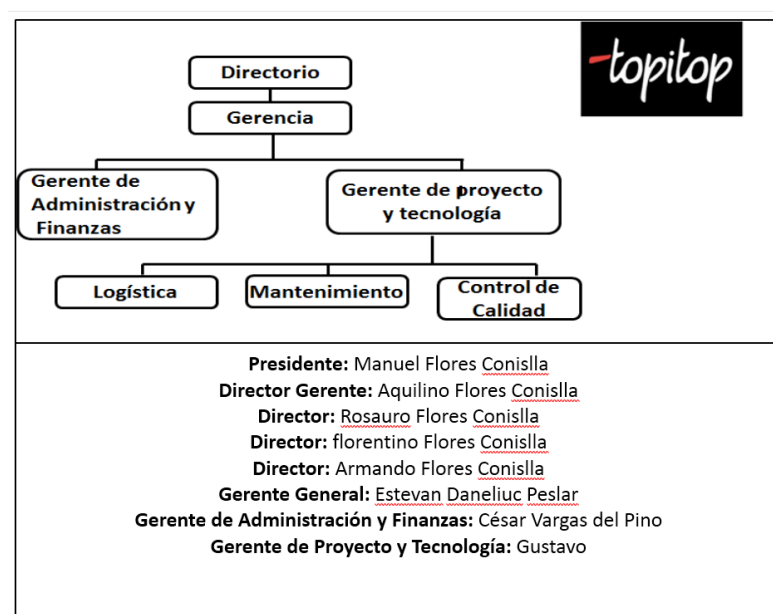 topitop
Directorio
Gerencia
Gerente de
Administración y
Finanzas
Gerente de proyecto
y tecnología
Logística
Mantenimiento
Control de
Calidad
Presidente: Manuel Flores Conislla
Director Gerente: Aquilino Flores Conislla
Director: Rosauro Flores Conislla
Director: florentino Flores Conislla
Director: Armando Flores Conislla
Gerente General: Estevan Daneliuc Peslar
Gerente de Administración y Finanzas: César Vargas del Pino
Gerente de Proyecto y Tecnología: Gustavo